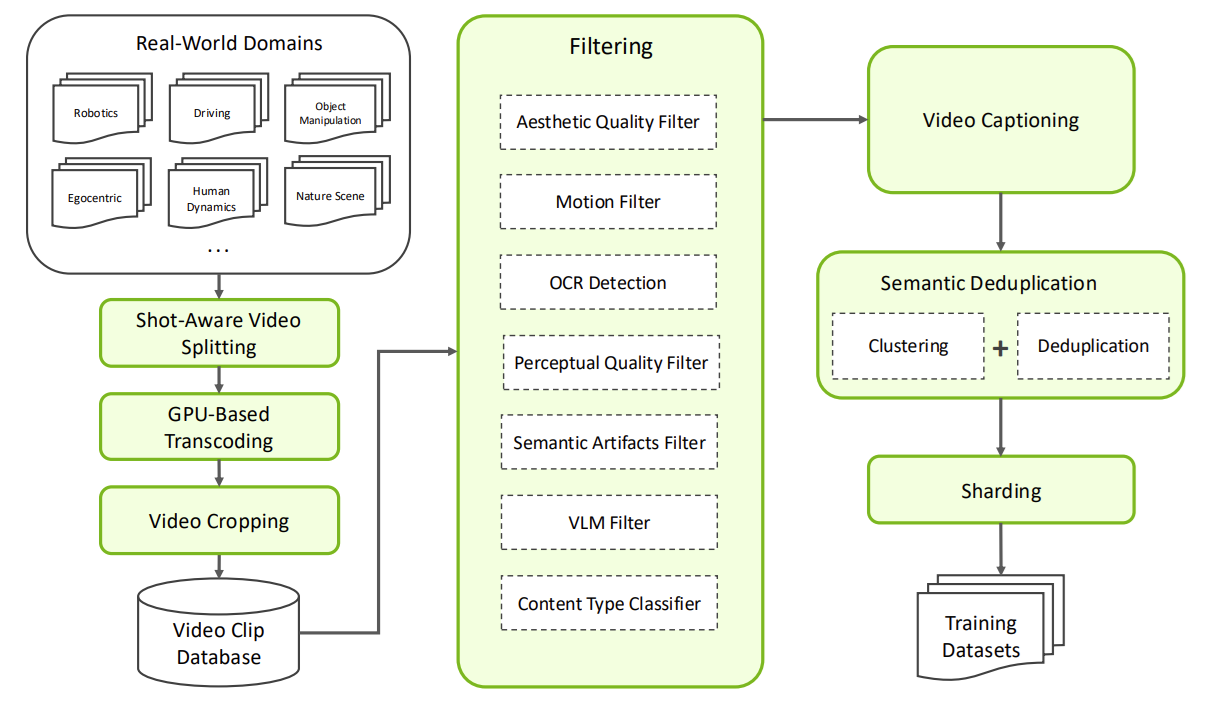 Real-World Domains
Robotics
Driving
Object
Manipulation
Egocentric
Human
Dynamics
Nature Scene
...
Shot-Aware Video
Splitting
GPU-Based
Transcoding
Video Cropping
Video Clip
Database
Filtering
Aesthetic Quality Filter
Motion Filter
OCR Detection
Perceptual Quality Filter
Semantic Artifacts Filter
VLM Filter
Content Type Classifier
Video Captioning
Semantic Deduplication
Clustering
+
Deduplication
Sharding
Training
Datasets